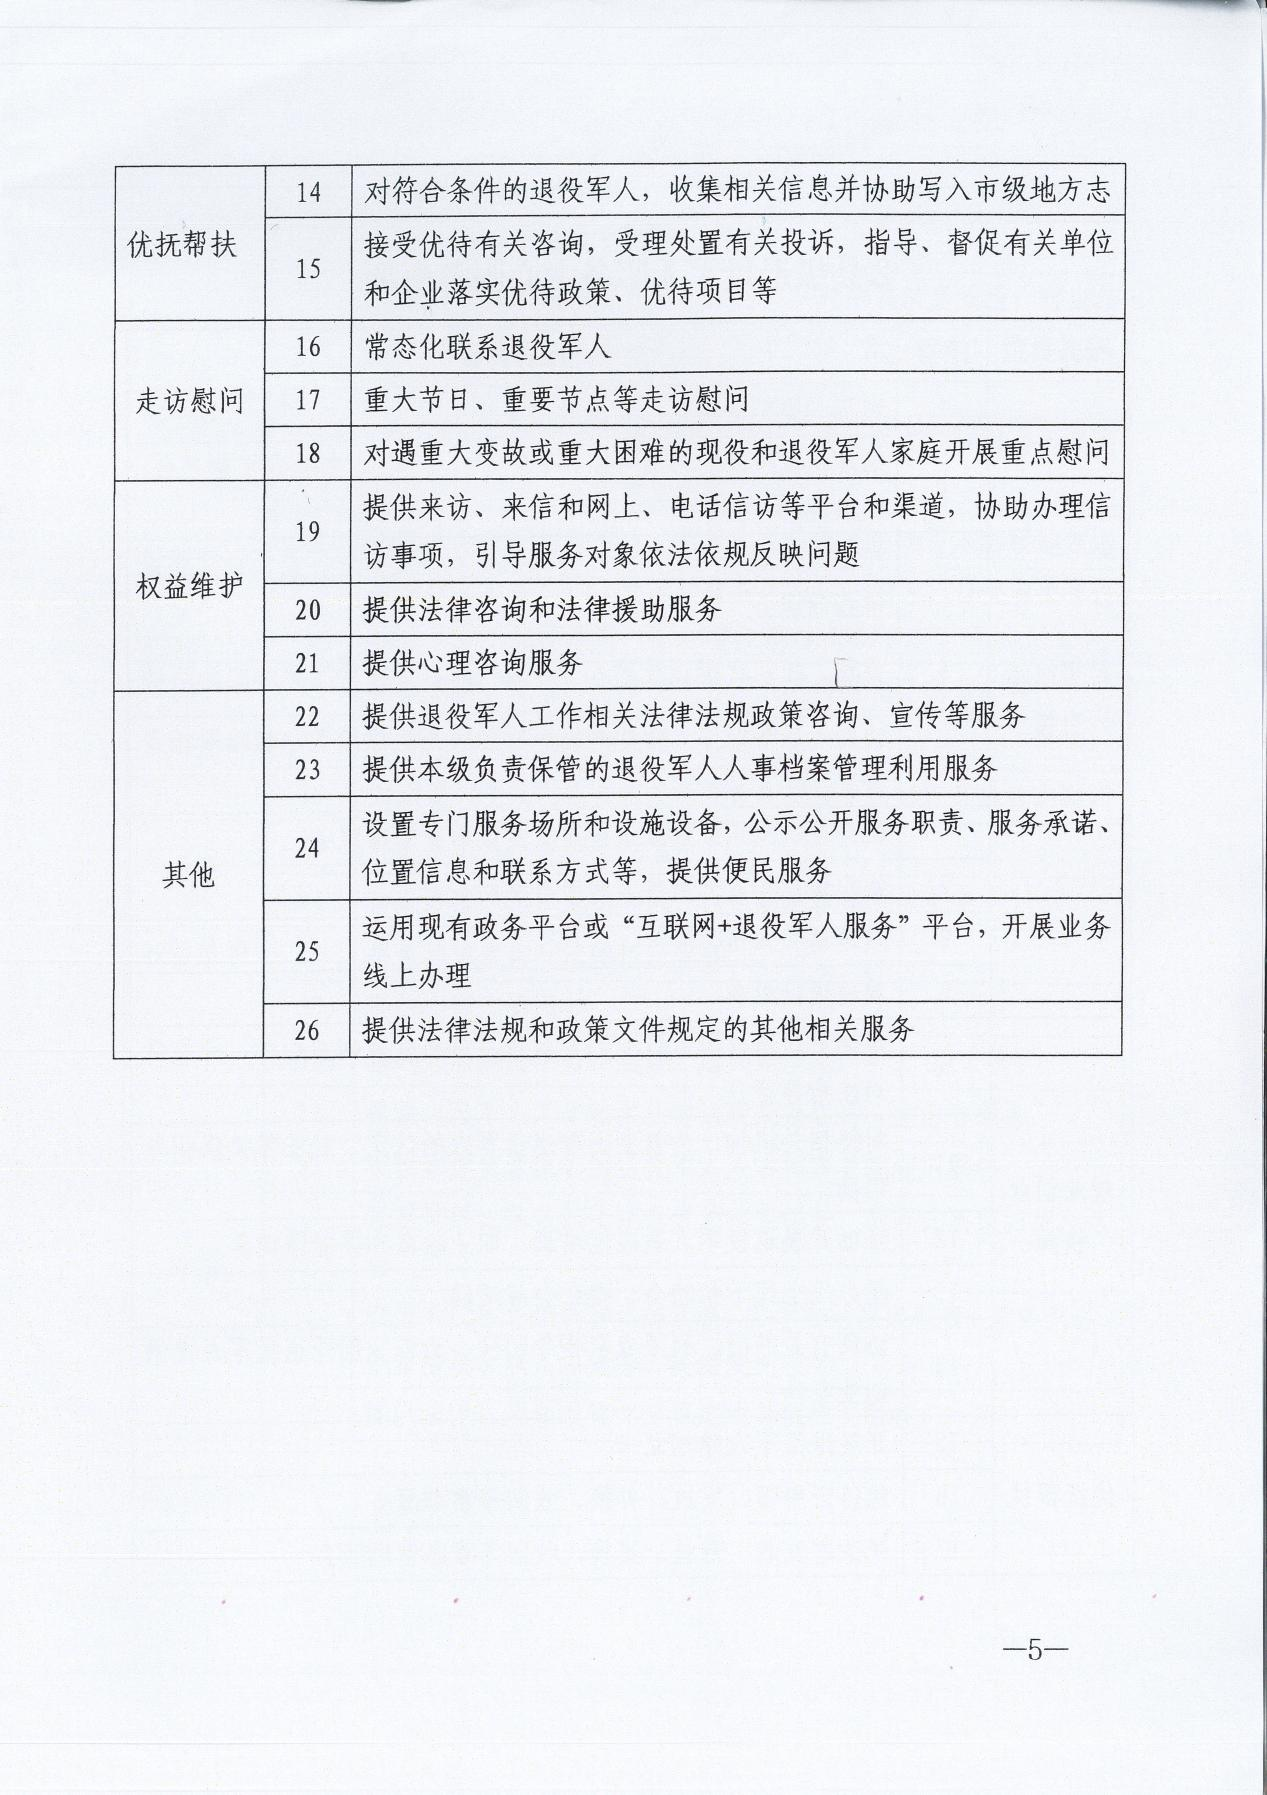 优抚帮扶
14
对符合条件的退役军人，收集相关信息并协助写入市级地方志
15
接受优待有关咨询，受理处置有关投诉，指导、督促有关单位
和企业落实优待政策、优待项目等
走访慰问
16
常态化联系退役军人
17
重大节日、重要节点等走访慰问
18
对遇重大变故或重大困难的现役和退役军人家庭开展重点慰问
权益维护
19
提供来访、来信和网上、电话信访等平台和渠道，协助办理信
访事项，引导服务对象依法依规反映问题
20
提供法律咨询和法律援助服务
21
提供心理咨询服务
其他
22
提供退役军人工作相关法律法规政策咨询、宣传等服务
23
提供本级负责保管的退役军人人事档案管理利用服务
24
设置专门服务场所和设施设备，公示公开服务职责、服务承诺、
位置信息和联系方式等，提供便民服务
25
运用现有政务平台或“互联网+退役军人服务”平台，开展业务
线上办理
26
提供法律法规和政策文件规定的其他相关服务
—5—